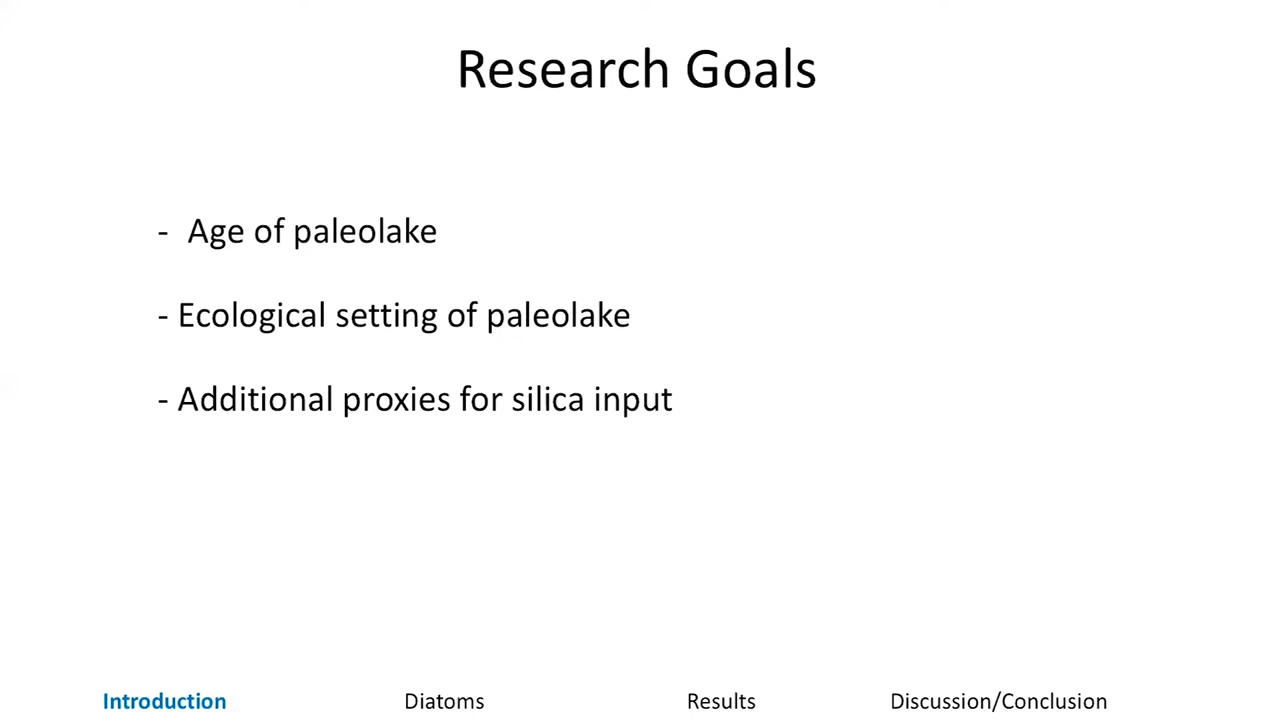 Research Goals
- Age of paleolake
- Ecological setting of paleolake
- Additional proxies for silica input
Introduction Diatoms Results Discussion/Conclusion